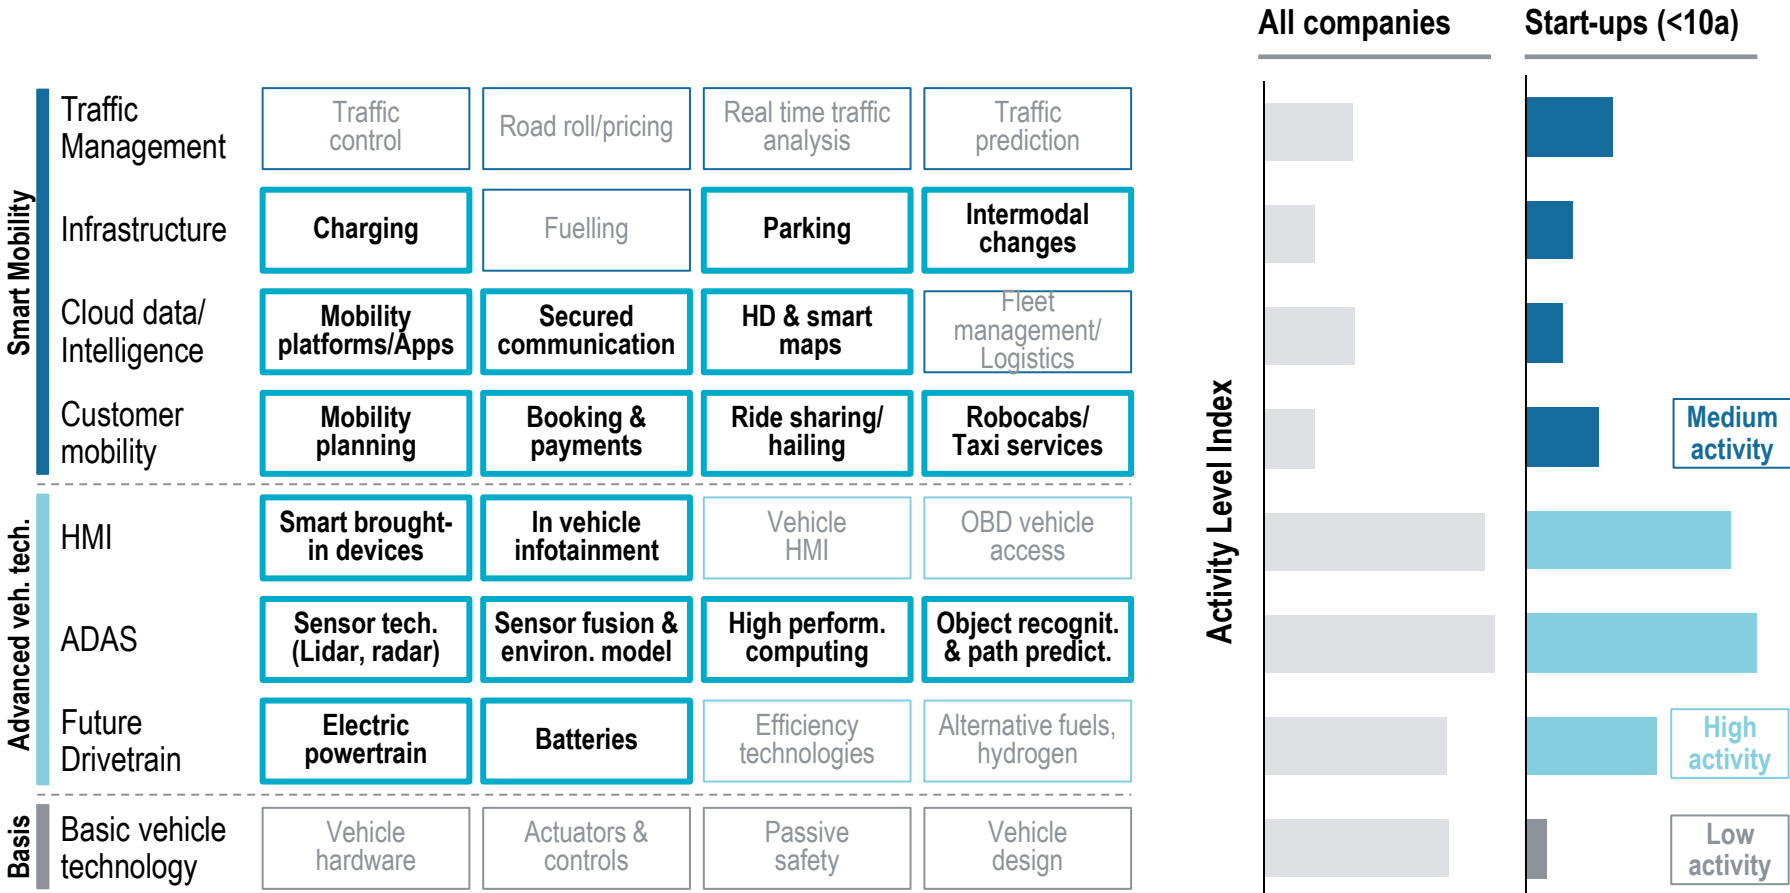 All companies
Start-ups (<10a)
Smart Mobility
Traffic
Management
Traffic
control
Road roll/pricing
Real time traffic
analysis
Traffic
prediction
Infrastructure
Charging
Fuelling
Parking
Intermodal
changes
Cloud data/
Intelligence
Mobility
platforms/Apps
Secured
communication
HD & smart
maps
Fleet
management/
Logistics
Customer
mobility
Mobility
planning
Booking &
payments
Ride sharing/
hailing
Robocabs/
Taxi services
Advanced veh. tech.
HMI
Smart brought-
in devices
In vehicle
infotainment
Vehicle
HMI
OBD vehicle
access
ADAS
Sensor tech.
(Lidar, radar)
Sensor fusion &
environ. model
High perform.
computing
Object recognit.
& path predict.
Future
Drivetrain
Electric
powertrain
Batteries
Efficiency
technologies
Alternative fuels,
hydrogen
Basis
Basic vehicle
technology
Vehicle
hardware
Actuators &
controls
Passive
safety
Vehicle
design
Activity Level Index
Medium
activity
High
activity
Low
activity